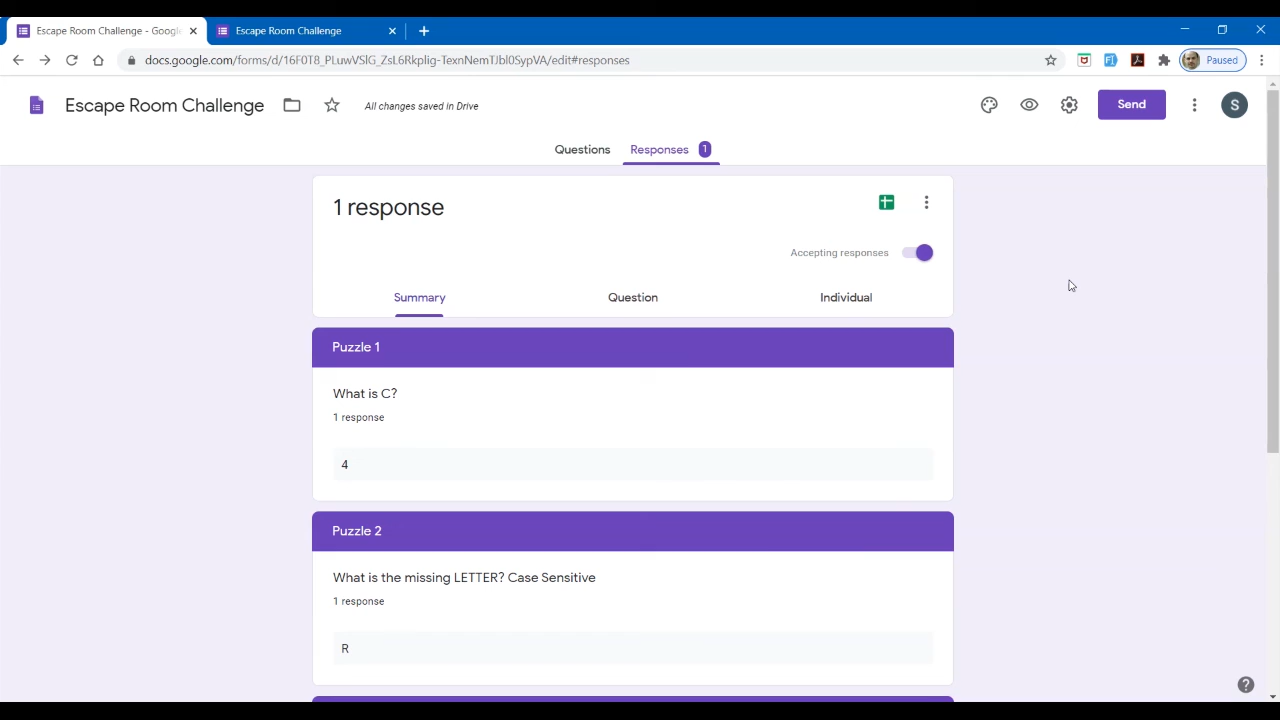 Escape Room Challenge - Google
Escape Room Challenge
docs.google.com/forms/d/16F0T8_PLuwVSlG_ZsL6Rkplig-TexnNemTJbl0SypVA/edit#responses
Paused
Escape Room Challenge
All changes saved in Drive
Send
S
Questions
Responses 1
1 response
Accepting responses
Summary
Question
Individual
Puzzle 1
What is C?
1 response
4
Puzzle 2
What is the missing LETTER? Case Sensitive
1 response
R